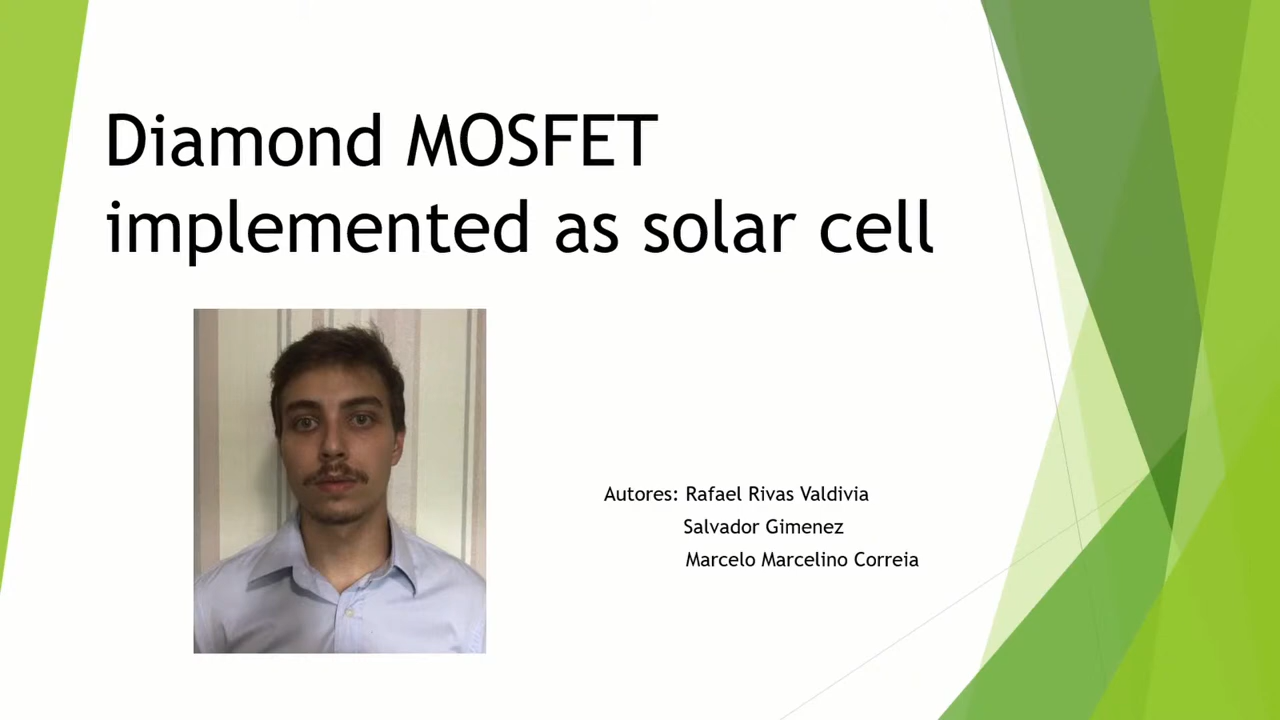 Diamond MOSFET
implemented as solar cell
Autores: Rafael Rivas Valdivia
Salvador Gimenez
Marcelo Marcelino Correia